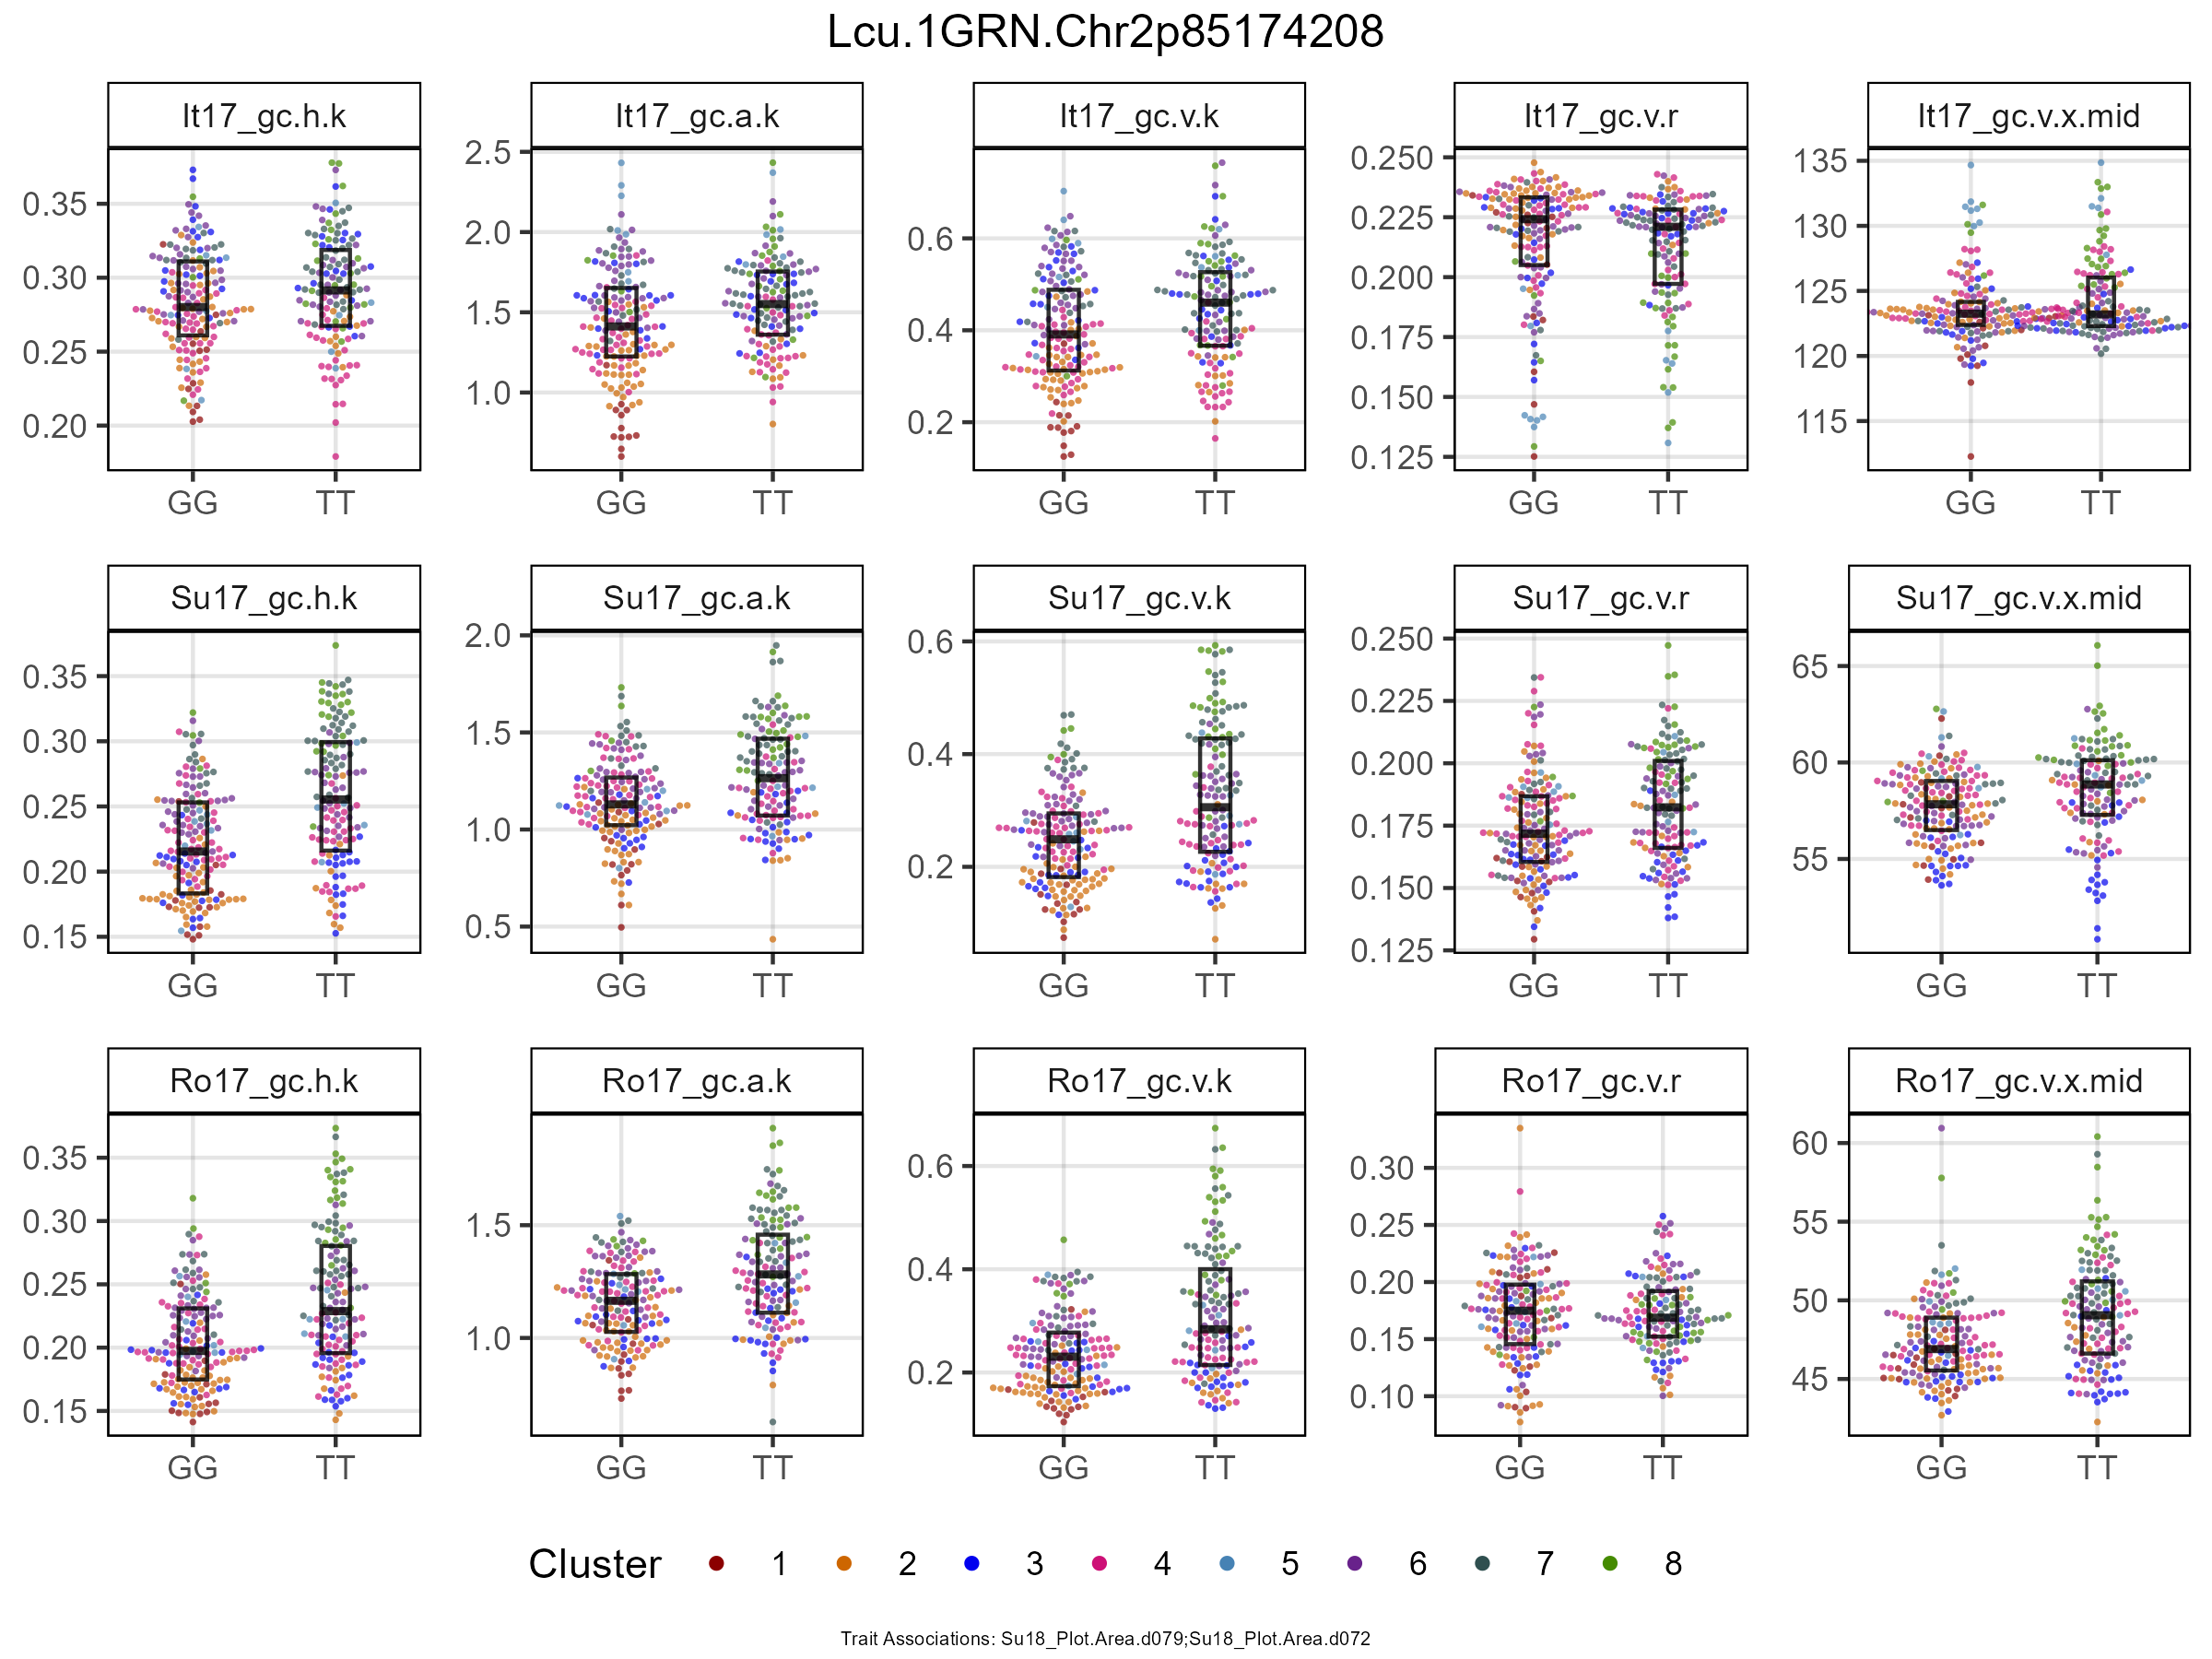 Lcu.1GRN.Chr2p85174208
It17_gc.h.k
It17_gc.a.k
It17_gc.v.k
It17_gc.v.r
It17_gc.v.x.mid
0.35
0.30
0.25
0.20
GG TT
2.5
2.0
1.5
1.0
GG TT
0.6
0.4
0.2
GG TT
0.250
0.225
0.200
0.175
0.150
0.125
GG TT
135
130
125
120
115
GG TT
Su17_gc.h.k
Su17_gc.a.k
Su17_gc.v.k
Su17_gc.v.r
Su17_gc.v.x.mid
0.35
0.30
0.25
0.20
0.15
GG TT
2.0
1.5
1.0
0.5
GG TT
0.6
0.4
0.2
GG TT
0.250
0.225
0.200
0.175
0.150
0.125
GG TT
65
60
55
GG TT
Ro17_gc.h.k
Ro17_gc.a.k
Ro17_gc.v.k
Ro17_gc.v.r
Ro17_gc.v.x.mid
0.35
0.30
0.25
0.20
0.15
GG TT
1.5
1.0
GG TT
0.6
0.4
0.2
GG TT
0.30
0.25
0.20
0.15
0.10
GG TT
60
55
50
45
GG TT
Cluster 1 2 3 4 5 6 7 8
Trait Associations: Su18_Plot.Area.d079;Su18_Plot.Area.d072